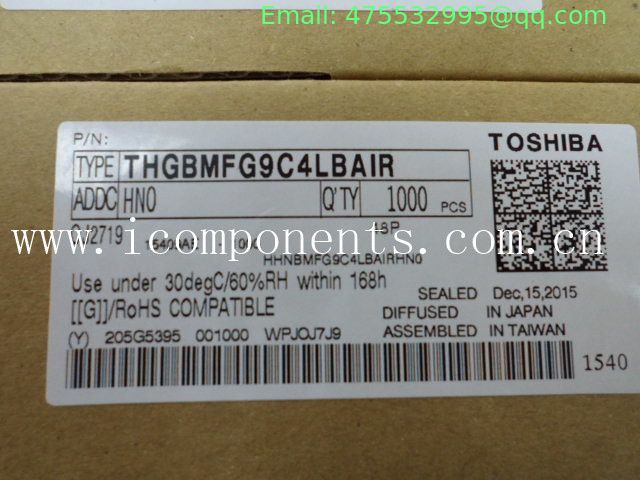 Email: 475532995@qq.com
P/N:
TOSHIBA
TYPE THGBMFG9C4LBAIR
ADDC HN0 Q'TY 1000 PCS
www.icomponents.com.cn
HHNBMFG9C4LBAIRHN0
Use under 30degC/60%RH within 168h
SEALED Dec,15,2015
[[G]]/RoHS COMPATIBLE
DIFFUSED IN JAPAN
ASSEMBLED IN TAIWAN
(Y) 205G5395 001000 WPJOJ7J9
1540